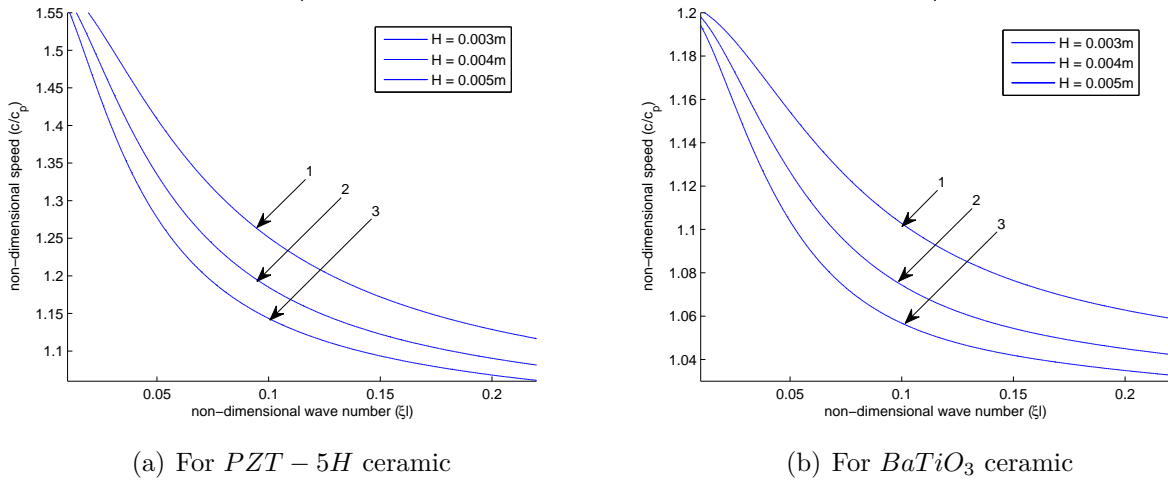 1.55
1.5
1.45
1.4
1.35
1.3
1.25
1.2
1.15
1.1
0.05
0.1
0.15
0.2
non−dimensional speed (c/cp)
non−dimensional wave number (ξl)
H = 0.003m
H = 0.004m
H = 0.005m
1
2
3
(a) For PZT − 5H ceramic
1.2
1.18
1.16
1.14
1.12
1.1
1.08
1.06
1.04
0.05
0.1
0.15
0.2
non−dimensional speed (c/cp)
non−dimensional wave number (ξl)
H = 0.003m
H = 0.004m
H = 0.005m
1
2
3
(b) For BaTiO3 ceramic